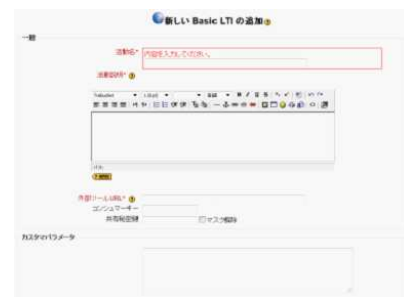 新しい Basic LTI の追加
一般
活動名*
内容を入力してください。
活動説明*
Trebuchet
外部ツールURL*
コンシュマーキー
共有秘密鍵
マスク解除
カスタマパラメータ